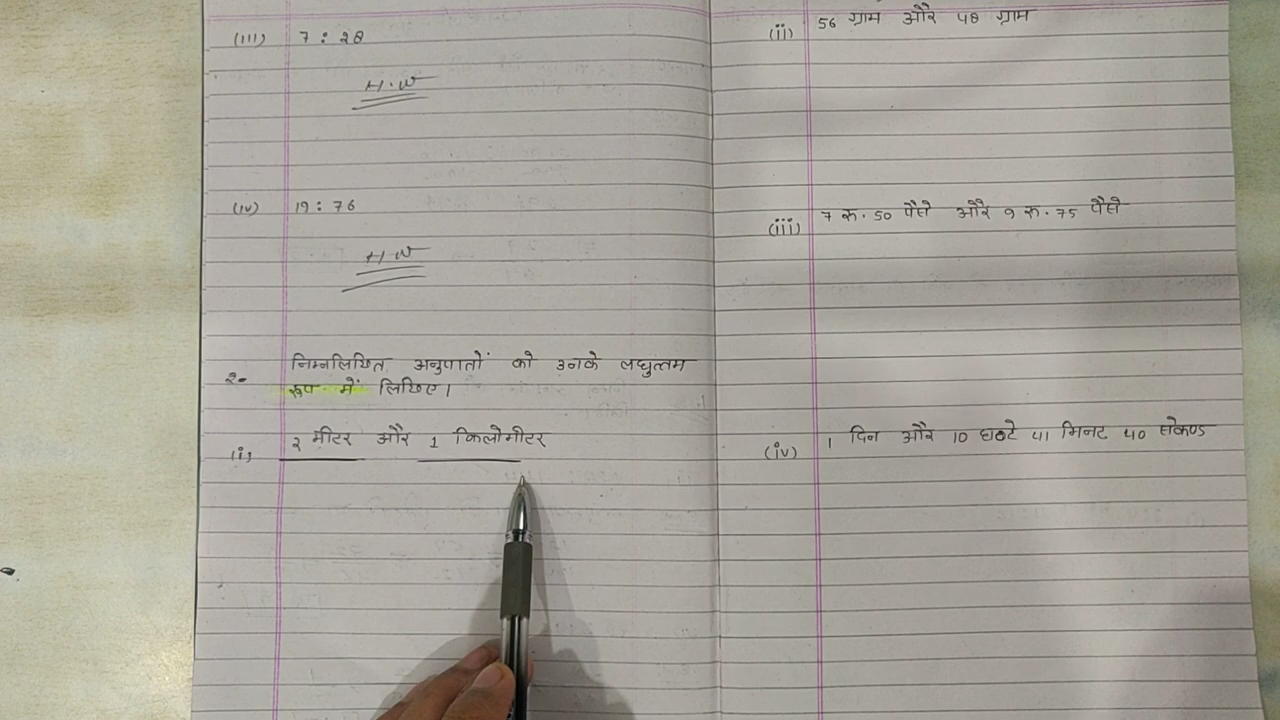 (iii) 7 : 28
H.W
(iv) 19 : 76
H.W
2- निम्नलिखित अनुपातों को उनके लघुत्तम
रूप में लिखिए।
(i) 2 मीटर और 1 किलोमीटर
(ii) 56 ग्राम और 48 ग्राम
(iii) 7 रू. 50 पैसे और 9 रू. 75 पैसे
(iv) 1 दिन और 10 घण्टे 41 मिनट 40 सेकण्ड